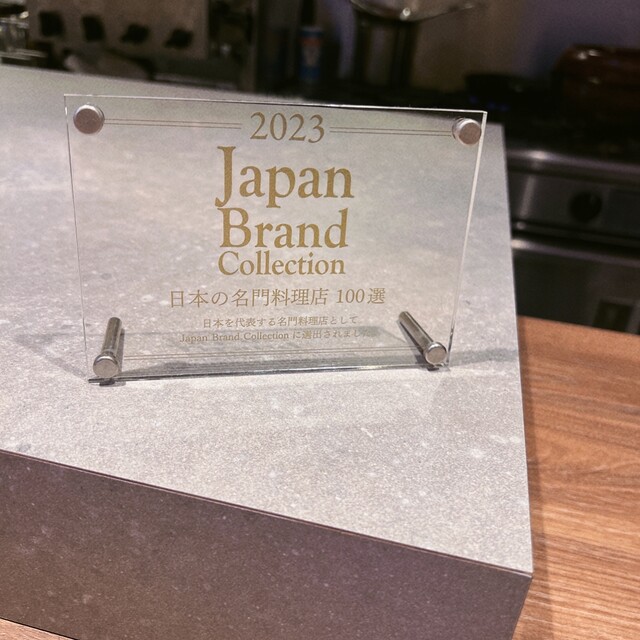 2023
Japan
Brand
Collection
日本の名門料理店 100選
日本を代表する名門料理店として
Japan Brand Collection に選出されまし